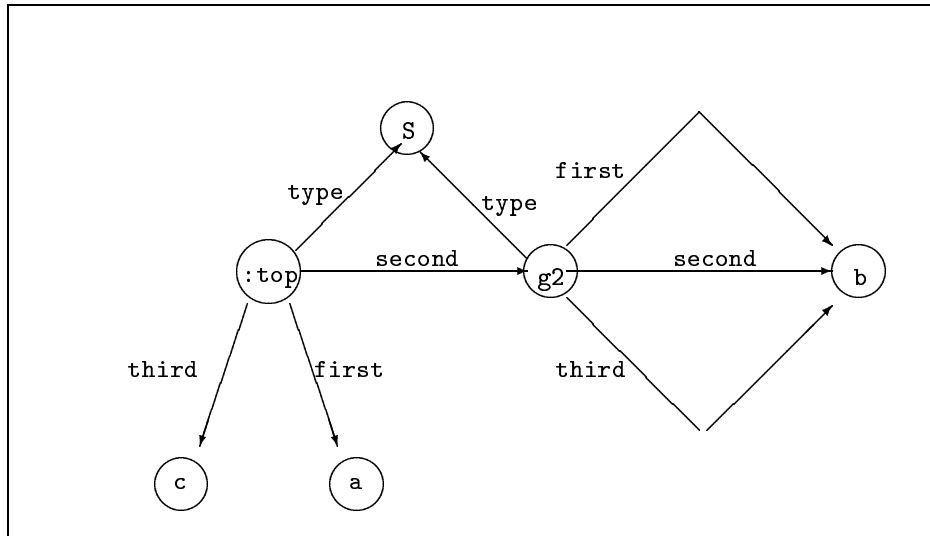 S
first
type
type
second
second
:top
g2
b
third
first
third
c
a